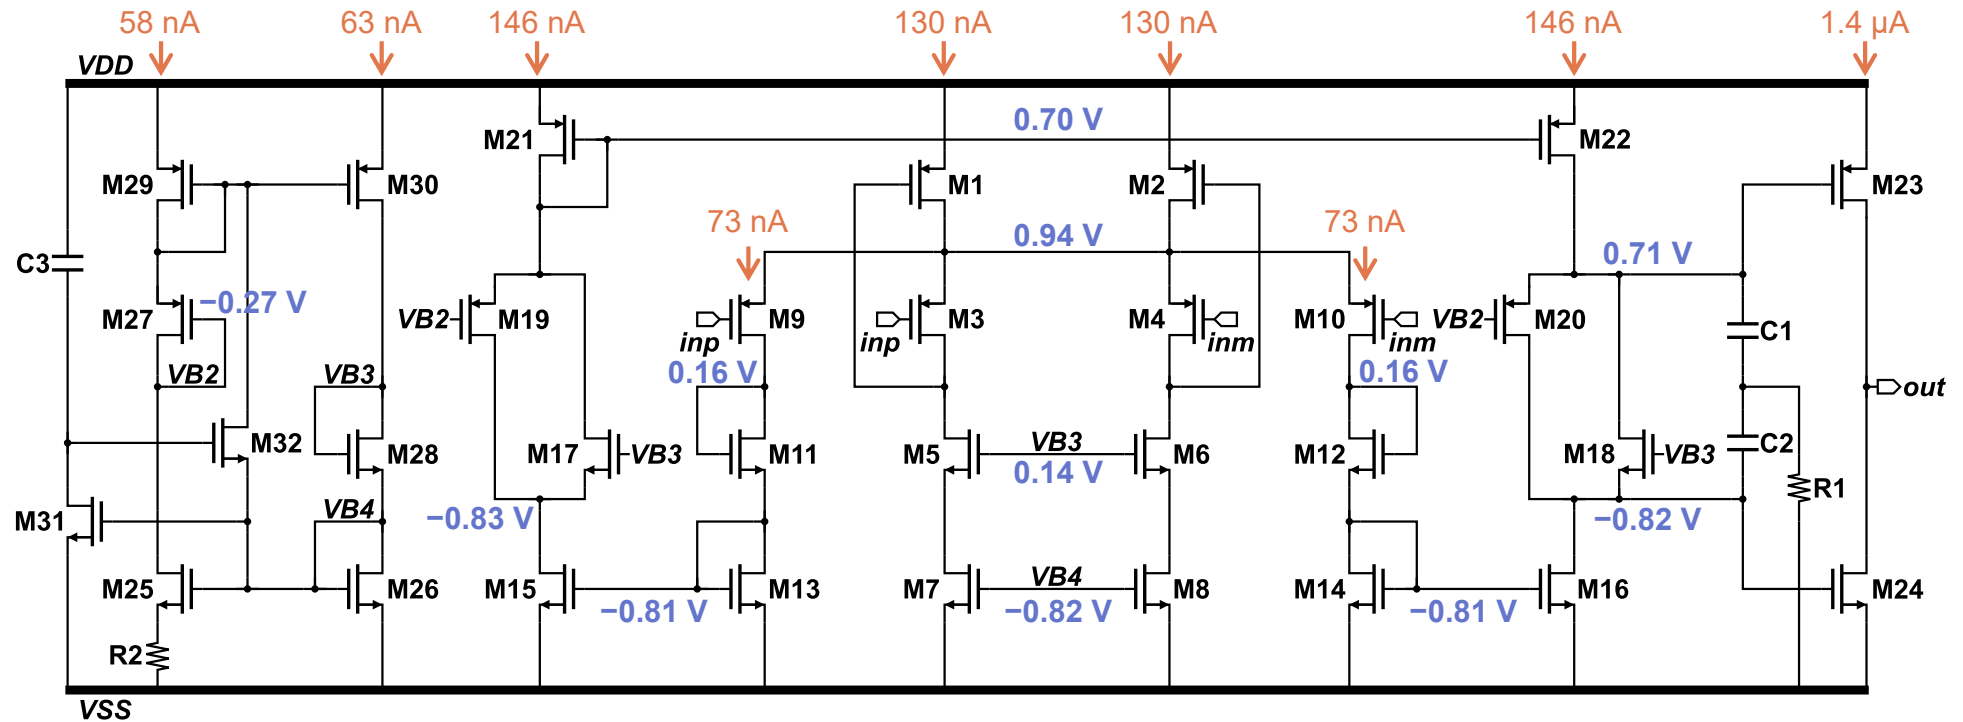 58 nA 63 nA 146 nA 130 nA 130 nA 146 nA 1.4 µA
VDD
0.70 V
M21 M22
M29 M30 M1 M2 M23
73 nA 73 nA
0.94 V
0.71 V
C3
−0.27 V
M27 VB2 M19 M9 M3 M4 M10 VB2 M20 C1
inp inp inm inm
0.16 V 0.16 V
VB2 VB3 out
M32 M28 M17 VB3 M11 M5 VB3 M6 M12 M18 VB3 C2
0.14 V
R1
VB4
−0.83 V −0.82 V
M31
M25 M26 M15 M13 M7 VB4 M8 M14 M16 M24
−0.81 V −0.82 V −0.81 V
R2
VSS